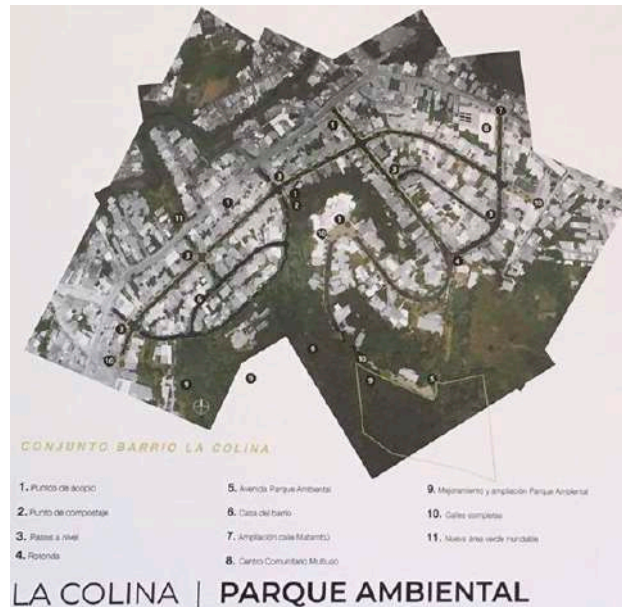 CONJUNTO BARRIO LA COLINA
1. Puntos de acopio
2. Punto de compostaje
3. Pasos a nivel
4. Rotonda
5. Avenida Parque Ambiental
6. Casa del barrio
7. Ampliación calle
8. Centro Comunitario Multiuso
9. Mejoramiento y ampliación Parque Ambiental
10. Calles completas
11. Nueva área verde inundable
LA COLINA | PARQUE AMBIENTAL